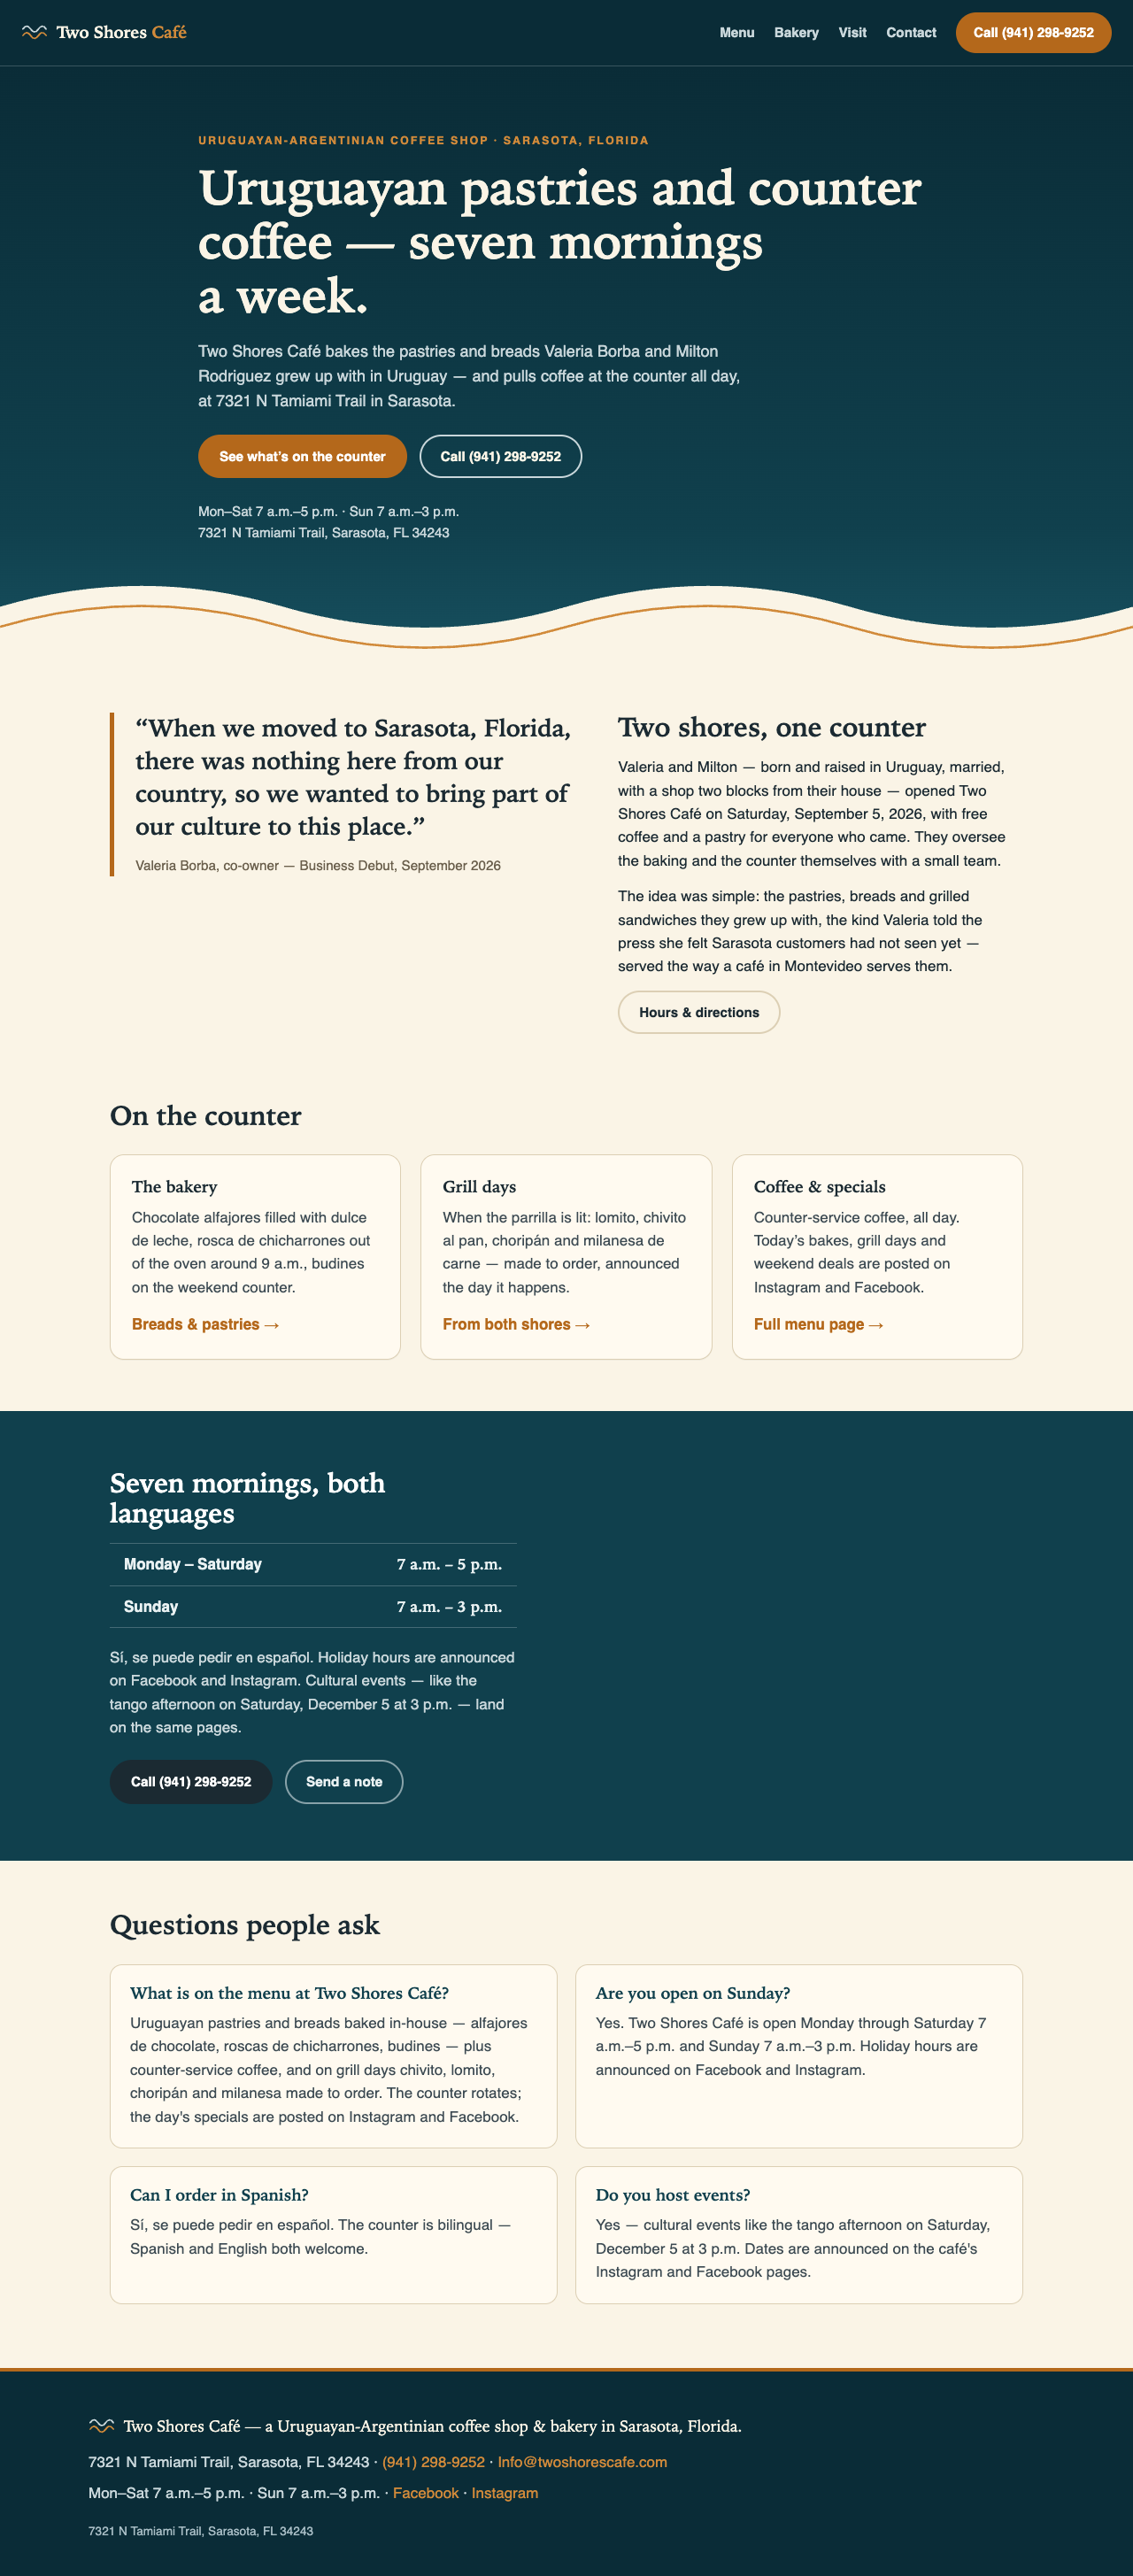 Two Shores Café
Menu
Bakery
Visit
Contact
Call (941) 298-9252
URUGUAYAN-ARGENTINIAN COFFEE SHOP · SARASOTA, FLORIDA
Uruguayan pastries and counter
coffee — seven mornings
a week.
Two Shores Café bakes the pastries and breads Valeria Borba and Milton
Rodriguez grew up with in Uruguay — and pulls coffee at the counter all day,
at 7321 N Tamiami Trail in Sarasota.
See what’s on the counter
Call (941) 298-9252
Mon–Sat 7 a.m.–5 p.m. · Sun 7 a.m.–3 p.m.
7321 N Tamiami Trail, Sarasota, FL 34243
“When we moved to Sarasota, Florida,
there was nothing here from our
country, so we wanted to bring part of
our culture to this place.”
Valeria Borba, co-owner — Business Debut, September 2026
Two shores, one counter
Valeria and Milton — born and raised in Uruguay, married,
with a shop two blocks from their house — opened Two
Shores Café on Saturday, September 5, 2026, with free
coffee and a pastry for everyone who came. They oversee
the baking and the counter themselves with a small team.
The idea was simple: the pastries, breads and grilled
sandwiches they grew up with, the kind Valeria told the
press she felt Sarasota customers had not seen yet —
served the way a café in Montevideo serves them.
Hours & directions
On the counter
The bakery
Chocolate alfajores filled with dulce
de leche, rosca de chicharrones out
of the oven around 9 a.m., budines
on the weekend counter.
Breads & pastries →
Grill days
When the parrilla is lit: lomito, chivito
al pan, choripán and milanesa de
carne — made to order, announced
the day it happens.
From both shores →
Coffee & specials
Counter-service coffee, all day.
Today’s bakes, grill days and
weekend deals are posted on
Instagram and Facebook.
Full menu page →
Seven mornings, both
languages
Monday – Saturday 7 a.m. – 5 p.m.
Sunday 7 a.m. – 3 p.m.
Sí, se puede pedir en español. Holiday hours are announced
on Facebook and Instagram. Cultural events — like the
tango afternoon on Saturday, December 5 at 3 p.m. — land
on the same pages.
Call (941) 298-9252
Send a note
Questions people ask
What is on the menu at Two Shores Café?
Uruguayan pastries and breads baked in-house — alfajores
de chocolate, roscas de chicharrones, budines — plus
counter-service coffee, and on grill days chivito, lomito,
choripán and milanesa made to order. The counter rotates;
the day's specials are posted on Instagram and Facebook.
Are you open on Sunday?
Yes. Two Shores Café is open Monday through Saturday 7
a.m.–5 p.m. and Sunday 7 a.m.–3 p.m. Holiday hours are
announced on Facebook and Instagram.
Can I order in Spanish?
Sí, se puede pedir en español. The counter is bilingual —
Spanish and English both welcome.
Do you host events?
Yes — cultural events like the tango afternoon on Saturday,
December 5 at 3 p.m. Dates are announced on the café's
Instagram and Facebook pages.
Two Shores Café — a Uruguayan-Argentinian coffee shop & bakery in Sarasota, Florida.
7321 N Tamiami Trail, Sarasota, FL 34243 · (941) 298-9252 · Info@twoshorescafe.com
Mon–Sat 7 a.m.–5 p.m. · Sun 7 a.m.–3 p.m. · Facebook · Instagram
7321 N Tamiami Trail, Sarasota, FL 34243